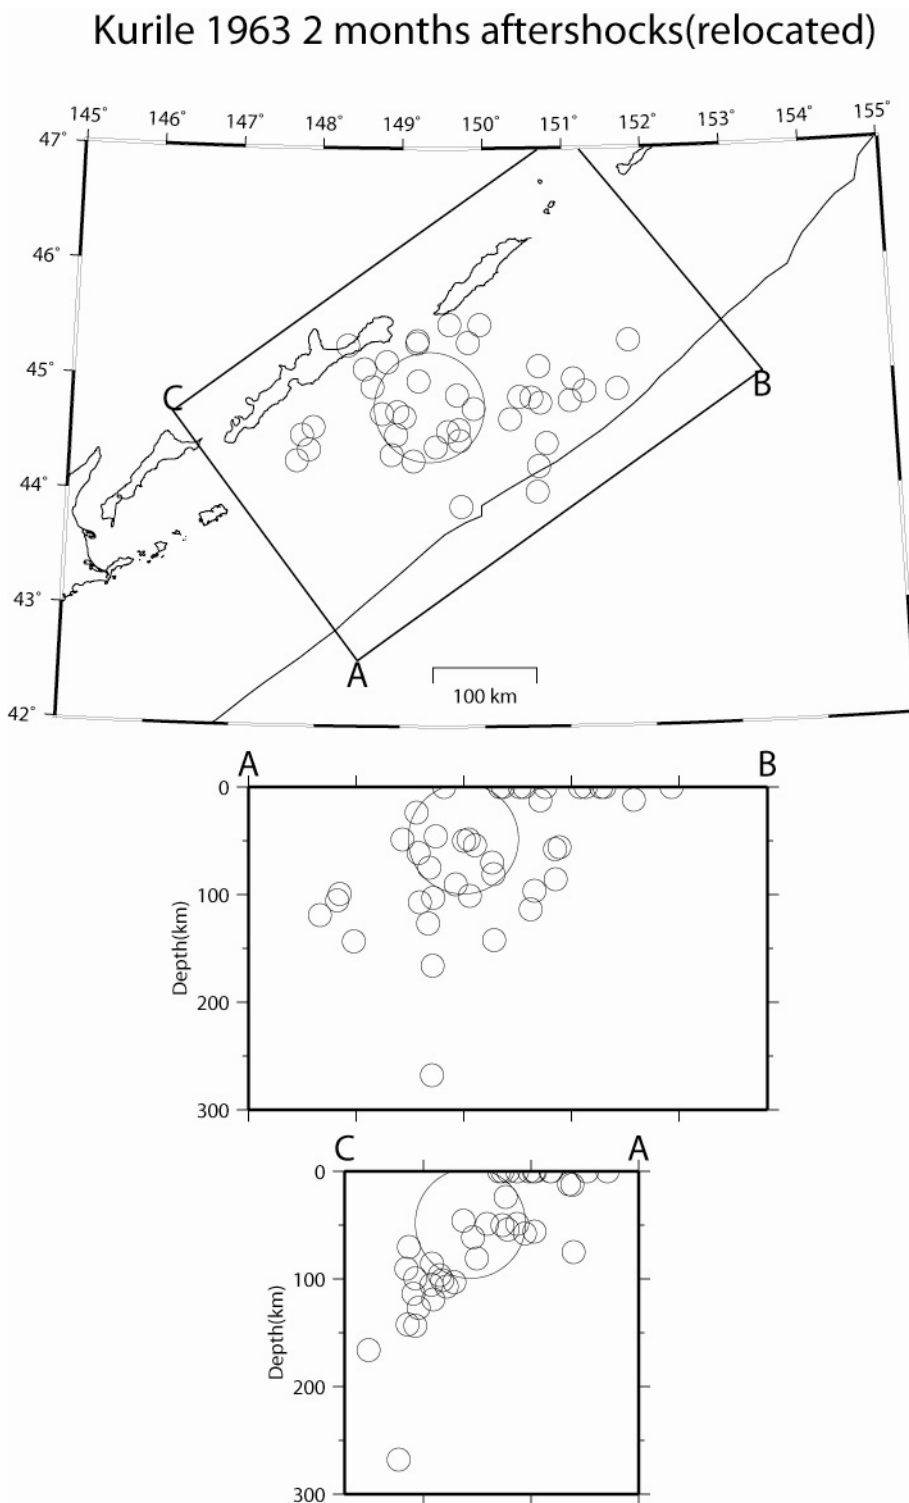 Kurile 1963 2 months aftershocks(relocated)
145° 146° 147° 148° 149° 150° 151° 152° 153° 154° 155°
47°
46°
45°
44°
43°
42°
C
B
A
100 km
A B
0
100
200
300
Depth(km)
C A
0
100
200
300
Depth(km)